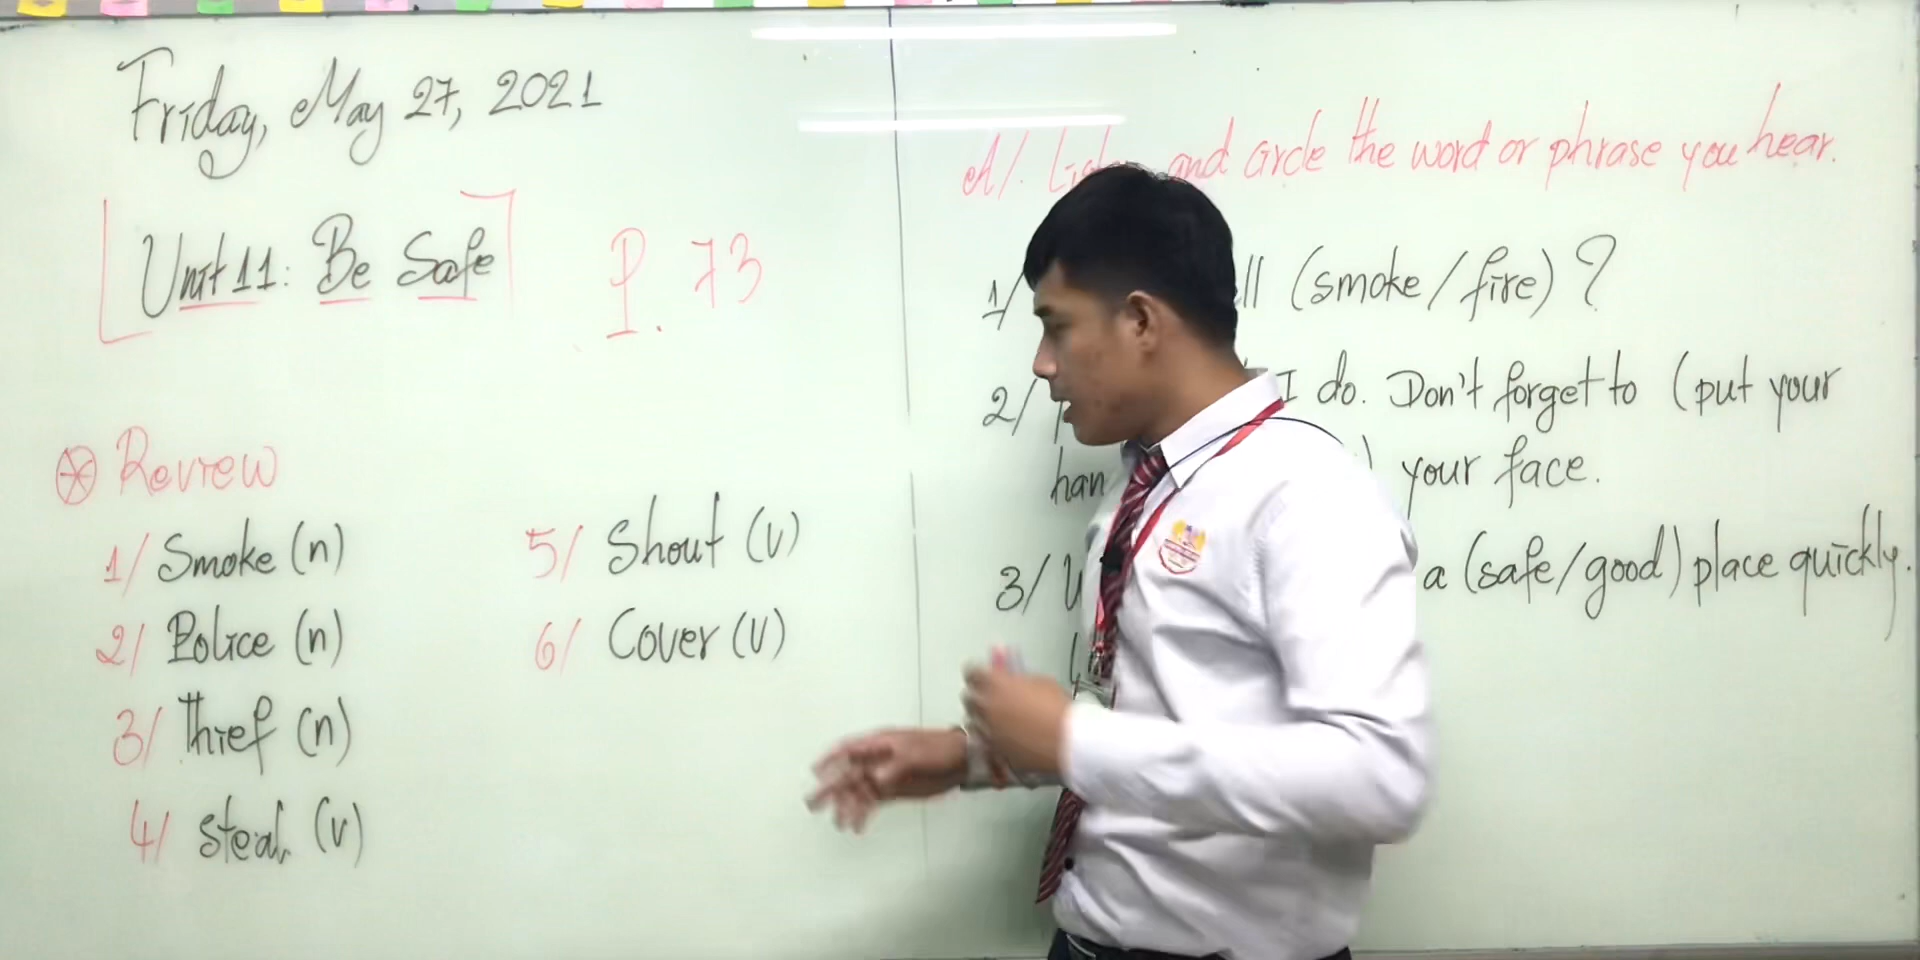 Friday, May 27, 2021
Unit 11: Be Safe
P. 73
Review
1/ Smoke (n)
2/ Police (n)
3/ Thief (n)
4/ steal (v)
5/ Shout (v)
6/ Cover (v)
A/. and circle the word or phrase you hear.
1/ ll (smoke/fire) ?
2/ I do. Don't forget to (put your
han ) your face.
3/ a (safe/good) place quickly.